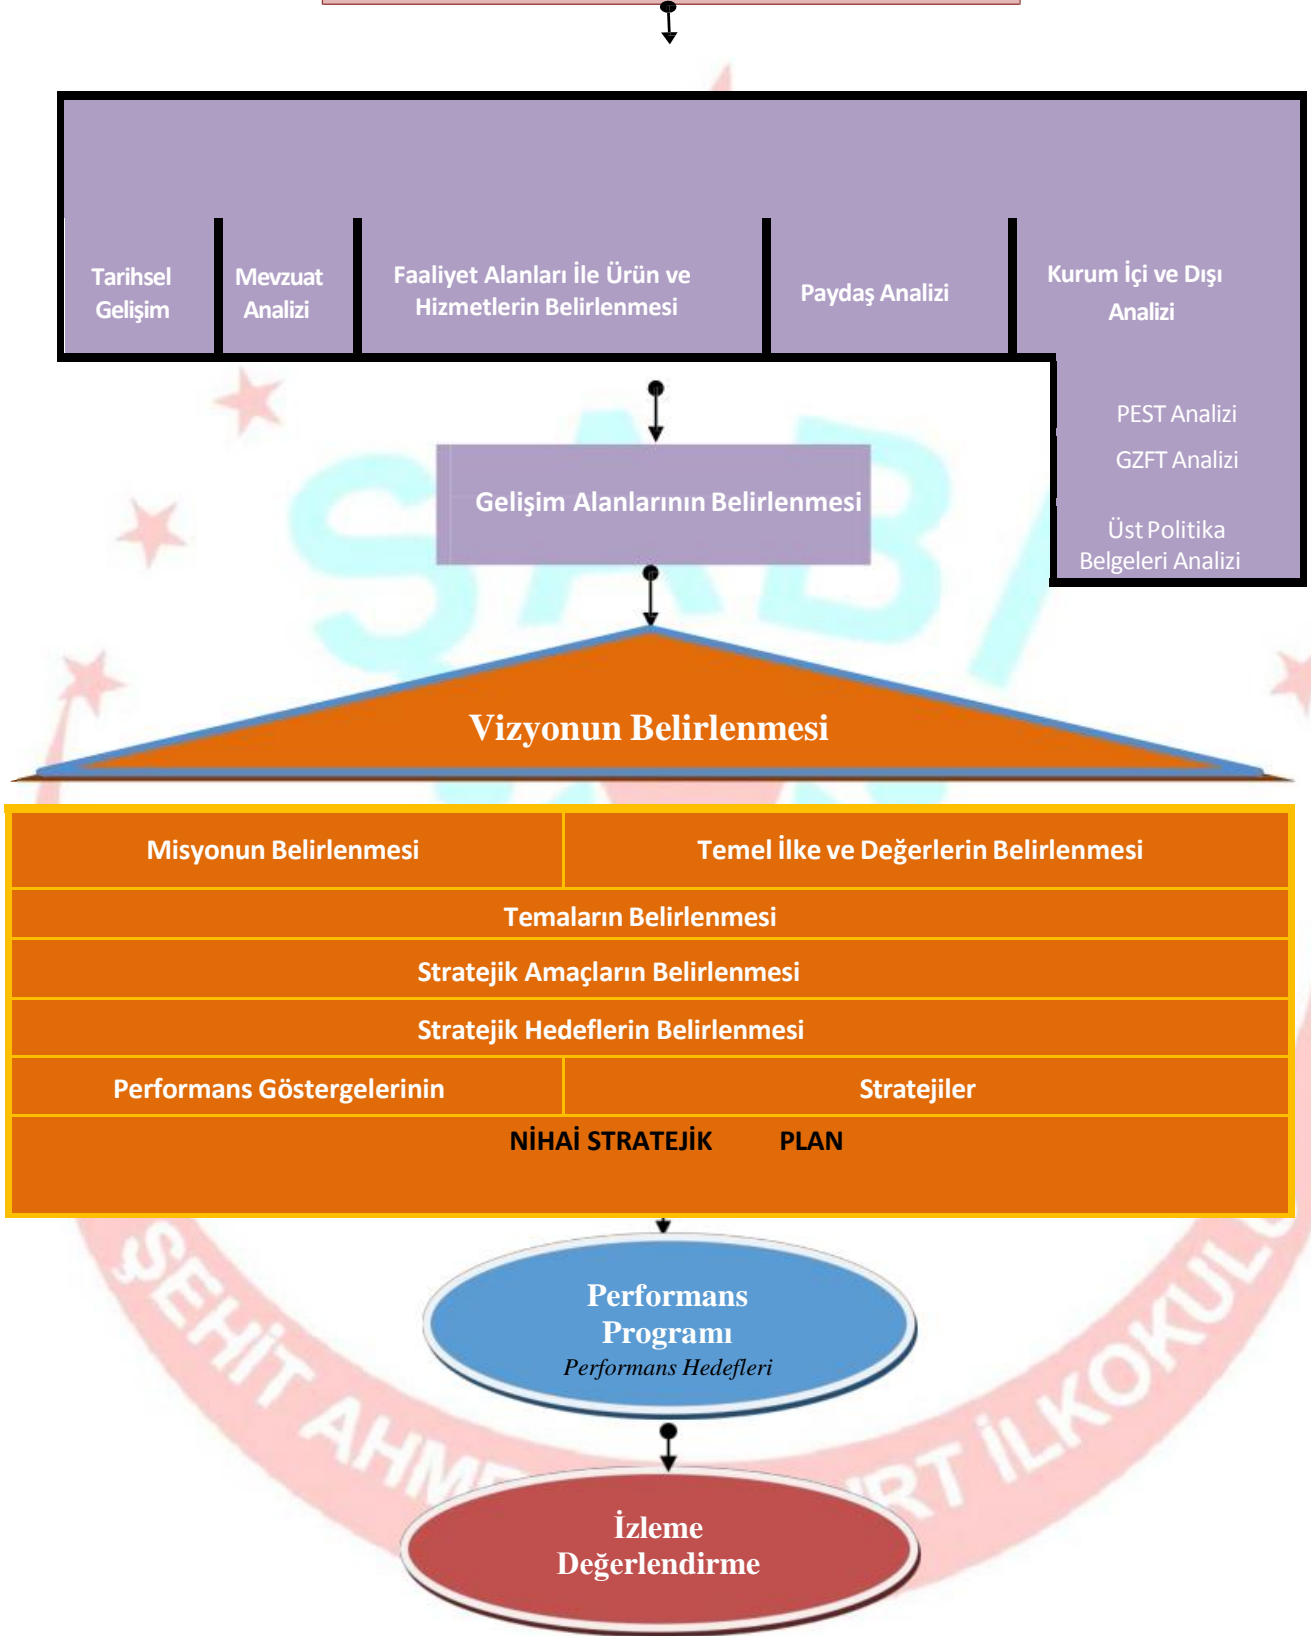 Tarihsel
Gelişim
Mevzuat
Analizi
Faaliyet Alanları İle Ürün ve
Hizmetlerin Belirlenmesi
Paydaş Analizi
Kurum İçi ve Dışı
Analizi
PEST Analizi
GZFT Analizi
Üst Politika
Belgeleri Analizi
Gelişim Alanlarının Belirlenmesi
Vizyonun Belirlenmesi
Misyonun Belirlenmesi
Temel İlke ve Değerlerin Belirlenmesi
Temaların Belirlenmesi
Stratejik Amaçların Belirlenmesi
Stratejik Hedeflerin Belirlenmesi
Performans Göstergelerinin
Stratejiler
NİHAİ STRATEJİK PLAN
Performans
Programı
Performans Hedefleri
İzleme
Değerlendirme
ŞABİ
ŞEHİT İLKOKULU